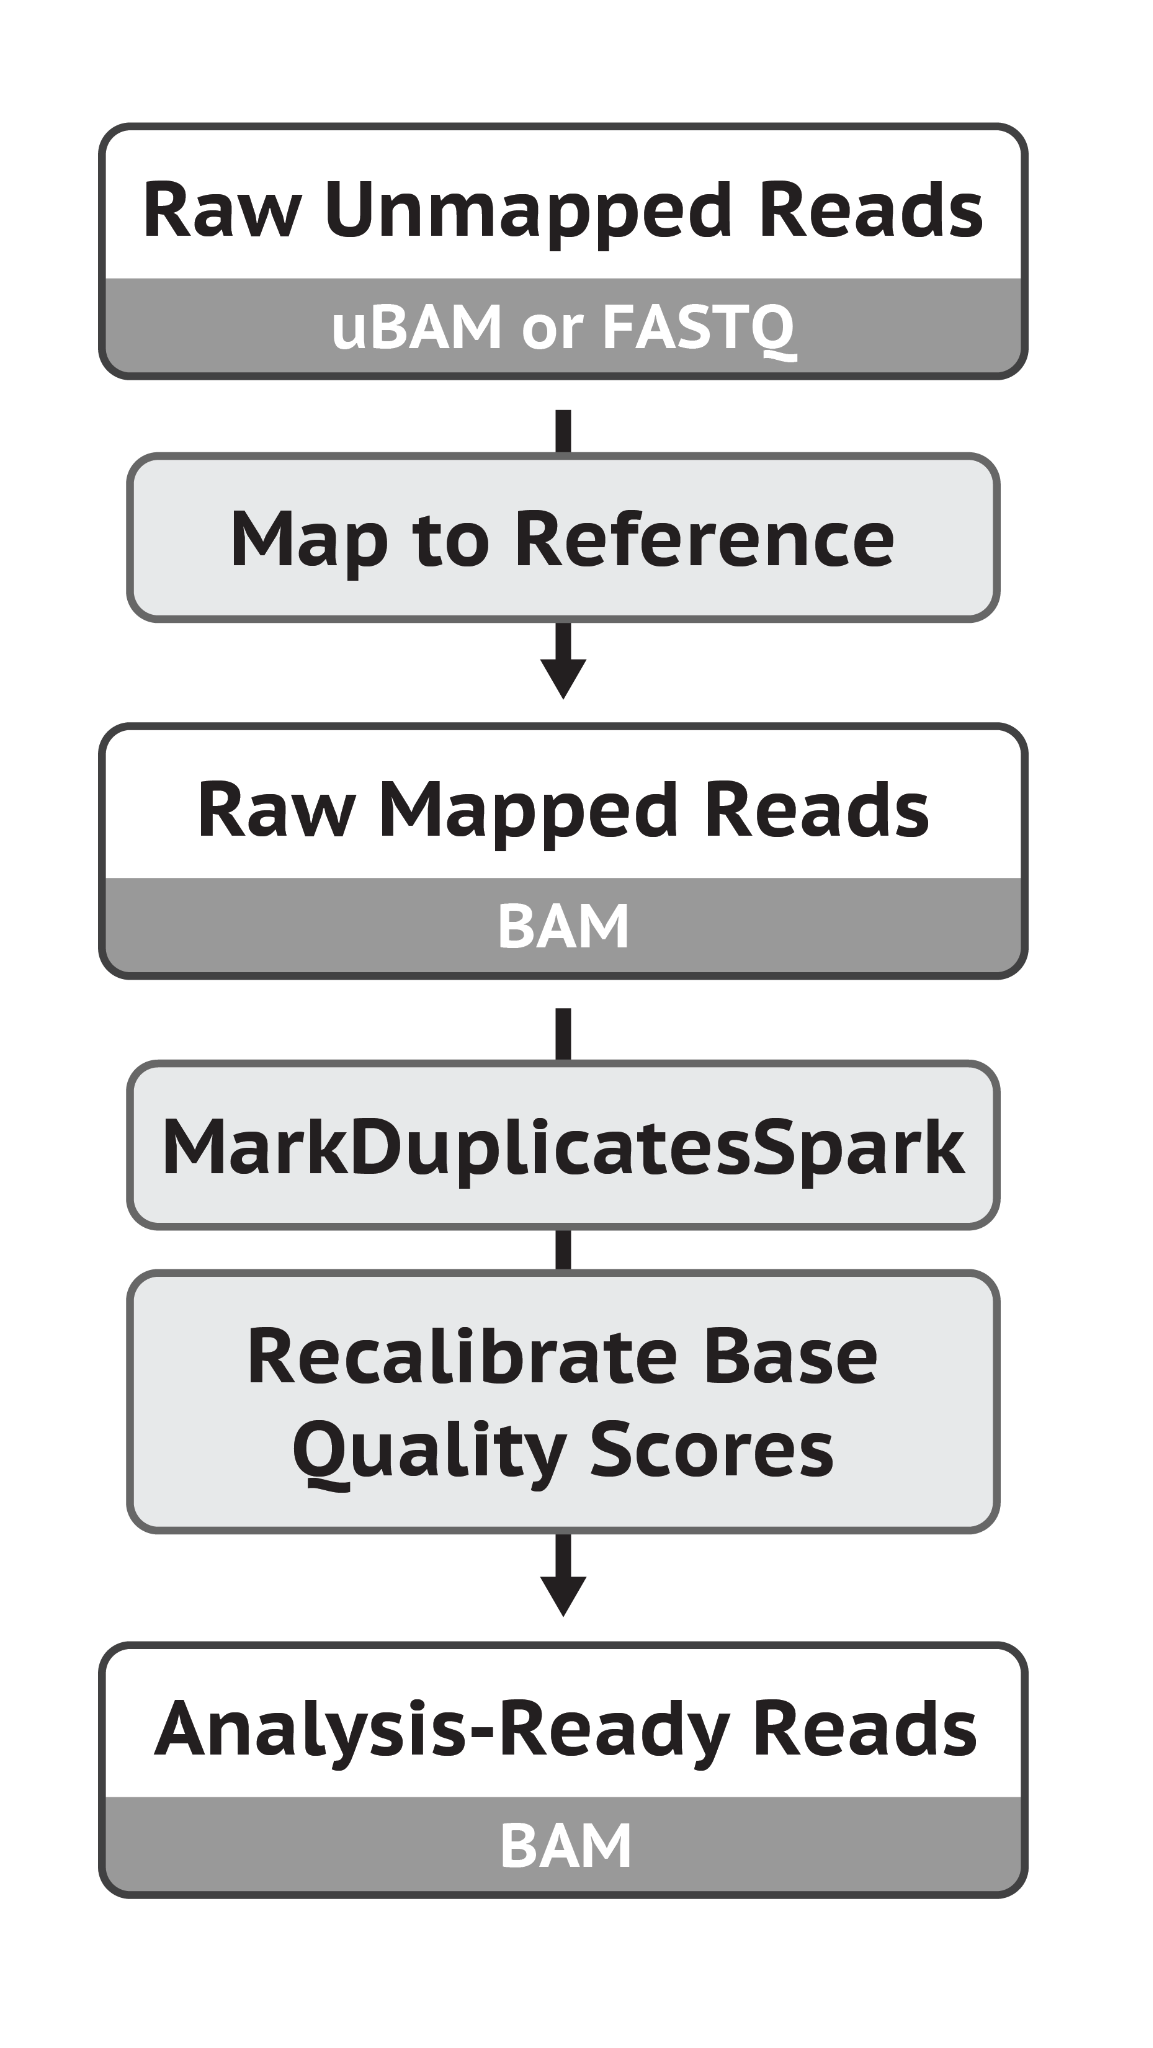 Raw Unmapped Reads
uBAM or FASTQ
Map to Reference
Raw Mapped Reads
BAM
MarkDuplicatesSpark
Recalibrate Base
Quality Scores
Analysis-Ready Reads
BAM